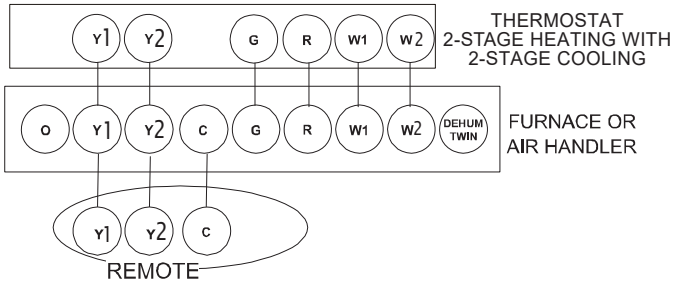 Y1 Y2 G R W1 W2
THERMOSTAT
2-STAGE HEATING WITH
2-STAGE COOLING
O Y1 Y2 C G R W1 W2 DEHUM TWIN
FURNACE OR
AIR HANDLER
Y1 Y2 C
REMOTE